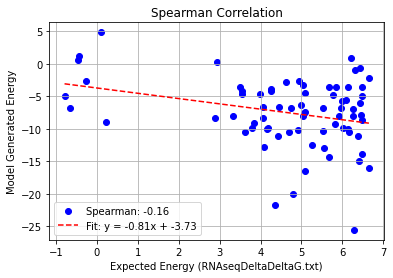 Spearman Correlation
Model Generated Energy
5
0
−5
−10
−15
−20
−25
Spearman: -0.16
Fit: y = -0.81x + -3.73
−1 0 1 2 3 4 5 6 7
Expected Energy (RNAseqDeltaDeltaG.txt)